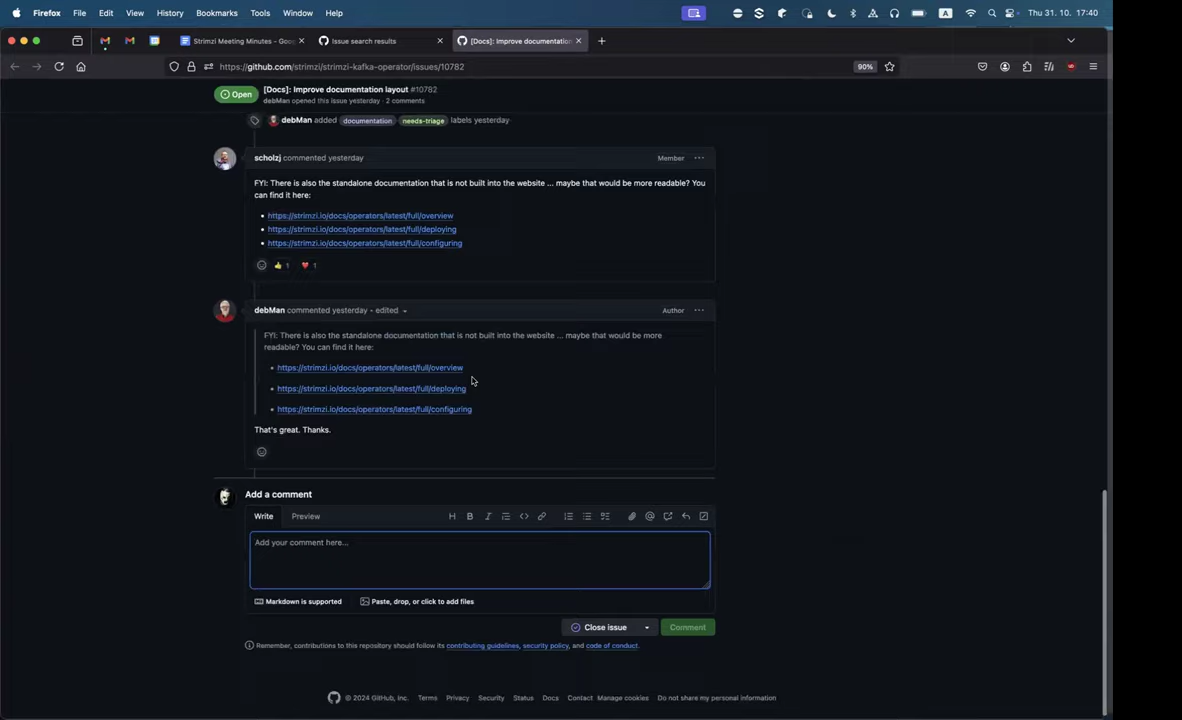 Firefox File Edit View History Bookmarks Tools Window Help A Thu 31. 10. 17:40
Strimzi Meeting Minutes - Goog Issue search results [Docs]: Improve documentation
https://github.com/strimzi/strimzi-kafka-operator/issues/10782 90%
Open [Docs]: Improve documentation layout #10782
debMan opened this issue yesterday · 2 comments
debMan added documentation needs-triage labels yesterday
scholzj commented yesterday Member
FYI: There is also the standalone documentation that is not built into the website ... maybe that would be more readable? You
can find it here:
https://strimzi.io/docs/operators/latest/full/overview
https://strimzi.io/docs/operators/latest/full/deploying
https://strimzi.io/docs/operators/latest/full/configuring
1 1
debMan commented yesterday • edited Author
FYI: There is also the standalone documentation that is not built into the website ... maybe that would be more
readable? You can find it here:
https://strimzi.io/docs/operators/latest/full/overview
https://strimzi.io/docs/operators/latest/full/deploying
https://strimzi.io/docs/operators/latest/full/configuring
That's great. Thanks.
Add a comment
Write Preview
Add your comment here...
Markdown is supported Paste, drop, or click to add files
Close issue Comment
Remember, contributions to this repository should follow its contributing guidelines, security policy, and code of conduct.
© 2024 GitHub, Inc. Terms Privacy Security Status Docs Contact Manage cookies Do not share my personal information